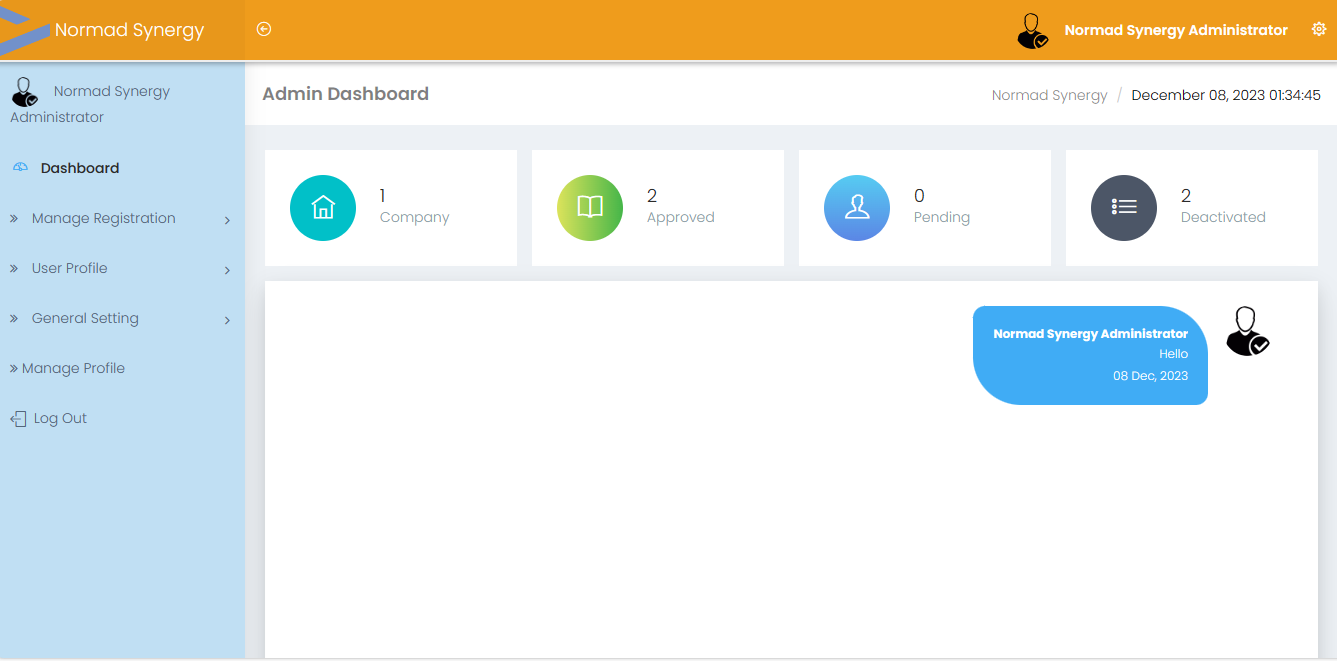 Normad Synergy
Normad Synergy Administrator
Normad Synergy
Administrator
Dashboard
Manage Registration
User Profile
General Setting
Manage Profile
Log Out
Admin Dashboard
Normad Synergy / December 08, 2023 01:34:45
1
Company
2
Approved
0
Pending
2
Deactivated
Normad Synergy Administrator
Hello
08 Dec, 2023